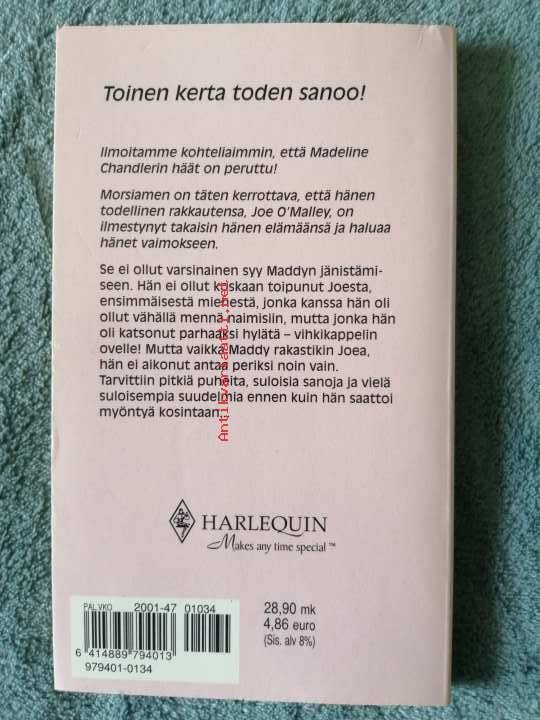 Toinen kerta toden sanoo!
Ilmoitamme kohteliaimmin, että Madeline
Chandlerin häät on peruttu!
Morsiamen on täten kerrottava, että hänen
todellinen rakkautensa, Joe O'Malley, on
ilmestynyt takaisin hänen elämäänsä ja haluaa
hänet vaimokseen.
Se ei ollut varsinainen syy Maddyn jänistämi-
seen. Hän ei ollut koskaan toipunut Joesta,
ensimmäisestä miehestä, jonka kanssa hän oli
ollut vähällä mennä naimisiin, mutta jonka hän
oli katsonut parhaaksi hylätä – vihkikappelin
ovelle! Mutta vaikka Maddy rakastikin Joea,
hän ei aikonut antaa periksi noin vain.
Tarvittiin pitkiä puheita, suloisia sanoja ja vielä
suloisempia suudelmia ennen kuin hän saattoi
myöntyä kosintaan...
Antikvariaatti.net
HARLEQUIN
Makes any time special ™
PAL.VKO 2001-47 01034
6 414889 794013
979401-0134
28,90 mk
4,86 euro
(Sis. alv 8%)